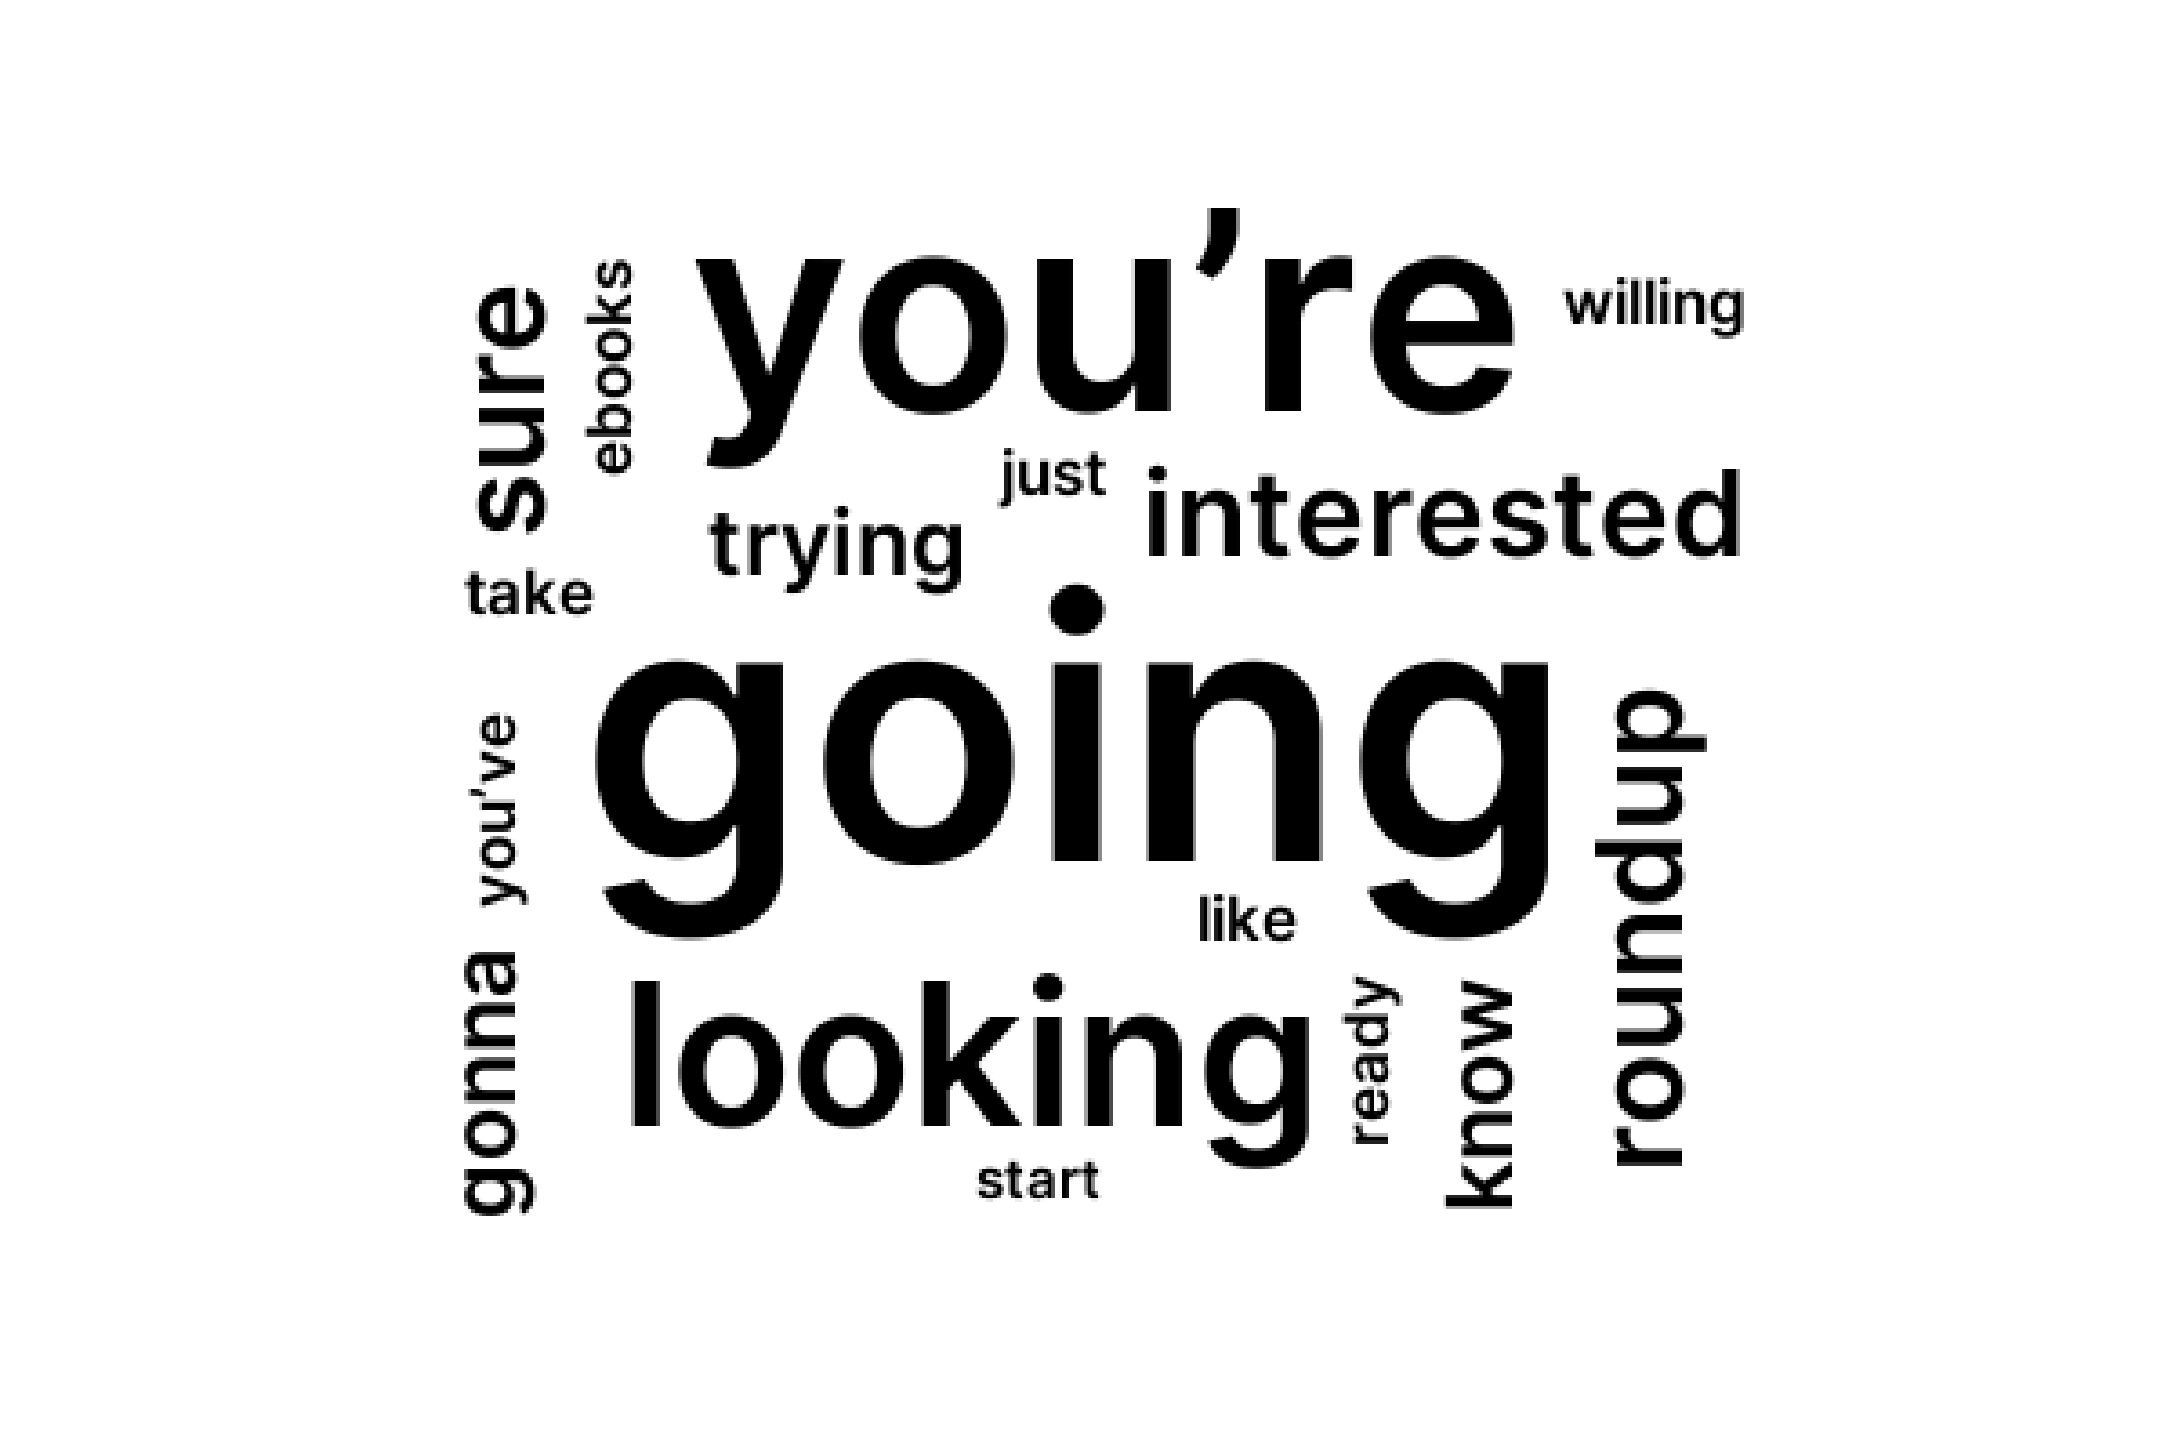 sure
ebooks
you’re
willing
just
interested
trying
take
going
you’ve
roundup
like
gonna
looking
ready
know
start